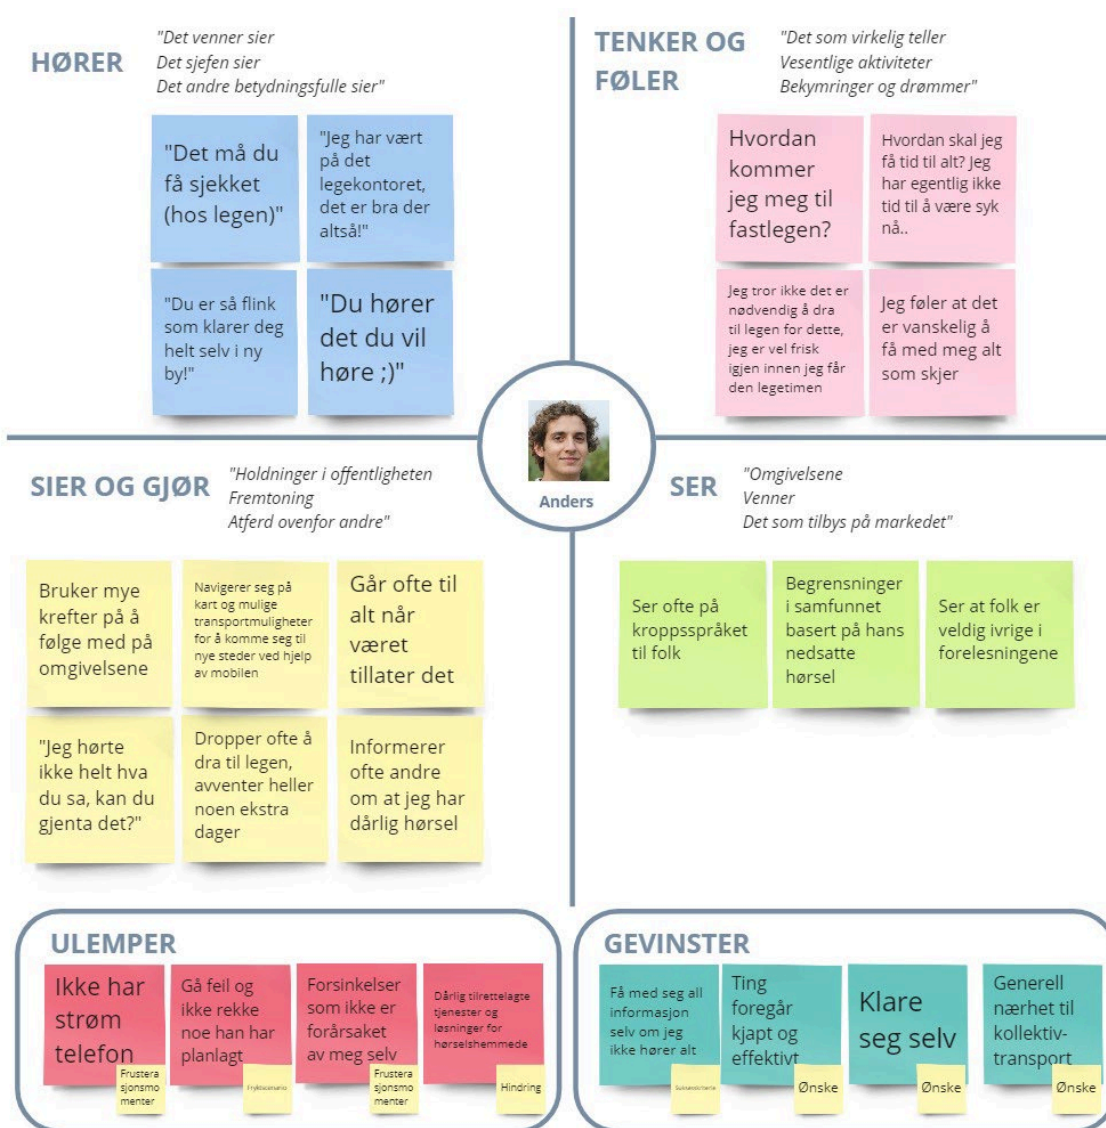 HØRER
"Det venner sier
Det sjefen sier
Det andre betydningsfulle sier"
"Det må du
få sjekket
(hos legen)"
"Jeg har vært
på det
legekontoret,
det er bra der
altså!"
"Du er så flink
som klarer deg
helt selv i ny
by!"
"Du hører
det du vil
høre ;)"
TENKER OG
FØLER
"Det som virkelig teller
Vesentlige aktiviteter
Bekymringer og drømmer"
Hvordan
kommer
jeg meg til
fastlegen?
Hvordan skal jeg
få tid til alt? Jeg
har egentlig ikke
tid til å være syk
nå..
Jeg tror ikke det er
nødvendig å dra
til legen for dette,
jeg er vel frisk
igjen innen jeg får
den legetimen
Jeg føler at det
er vanskelig å
få med meg alt
som skjer
Anders
SIER OG GJØR
"Holdninger i offentligheten
Fremtoning
Atferd ovenfor andre"
Bruker mye
krefter på å
følge med på
omgivelsene
Navigerer seg på
kart og mulige
transportmuligheter
for å komme seg til
nye steder ved hjelp
av mobilen
Går ofte til
alt når
været
tillater det
"Jeg hørte
ikke helt hva
du sa, kan du
gjenta det?"
Dropper ofte å
dra til legen,
avventer heller
noen ekstra
dager
Informerer
ofte andre
om at jeg har
dårlig hørsel
SER
"Omgivelsene
Venner
Det som tilbys på markedet"
Ser ofte på
kroppsspråket
til folk
Begrensninger
i samfunnet
basert på hans
nedsatte
hørsel
Ser at folk er
veldig ivrige i
forelesningene
ULEMPER
Ikke har
strøm
telefon
Frustera
sjonsmo
menter
Gå feil og
ikke rekke
noe han har
planlagt
Fryktscenario
Forsinkelser
som ikke er
forårsaket
av meg selv
Frustera
sjonsmo
menter
Dårlig tilrettelagte
tjenester og
løsninger for
hørselshemmede
Hindring
GEVINSTER
Få med seg all
informasjon
selv om jeg
ikke hører alt
Suksesskriterie
Ting
foregår
kjapt og
effektivt
Ønske
Klare
seg selv
Ønske
Generell
nærhet til
kollektiv-
transport
Ønske